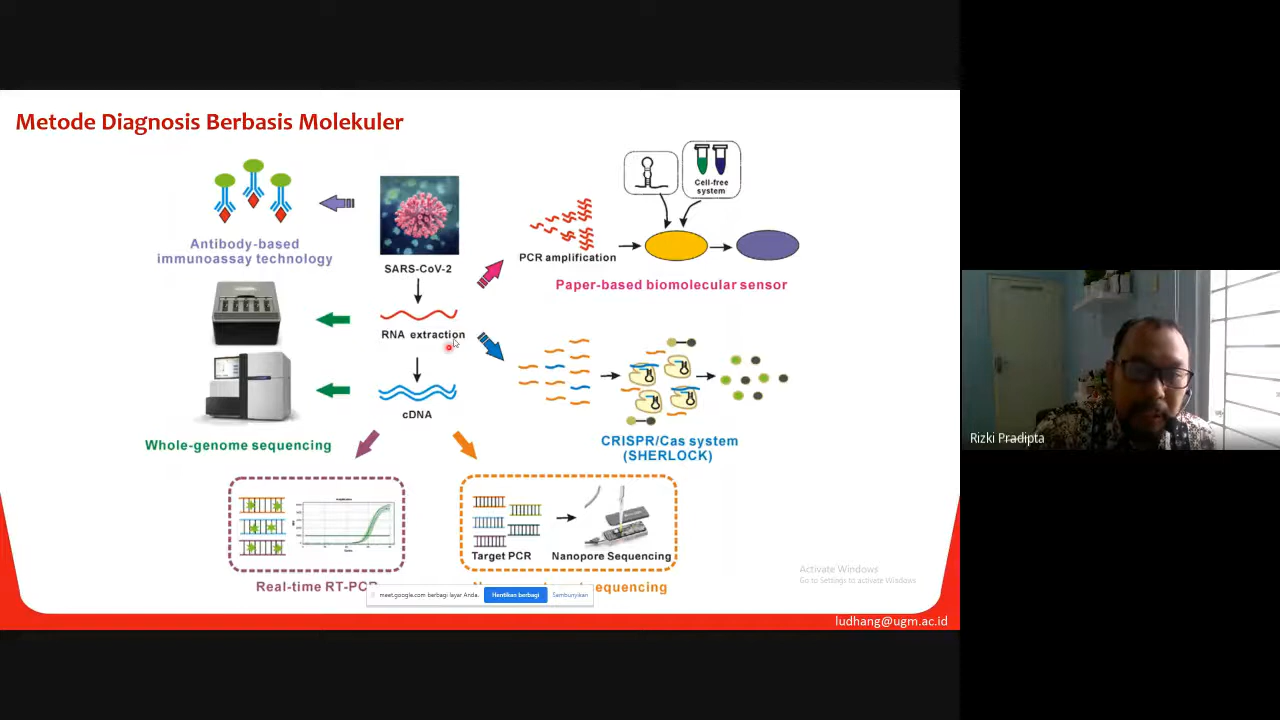 Metode Diagnosis Berbasis Molekuler
Cell-free
system
Antibody-based
immunoassay technology
SARS-CoV-2
PCR amplification
Paper-based biomolecular sensor
RNA extraction
cDNA
Whole-genome sequencing
CRISPR/Cas system
(SHERLOCK)
Target PCR
Nanopore Sequencing
Real-time RT-PCR
sequencing
meet.google.com berbagi layar Anda.
Hentikan berbagi
Sembunyikan
Activate Windows
Go to Settings to activate Windows
ludhang@ugm.ac.id
Rizki Pradipta